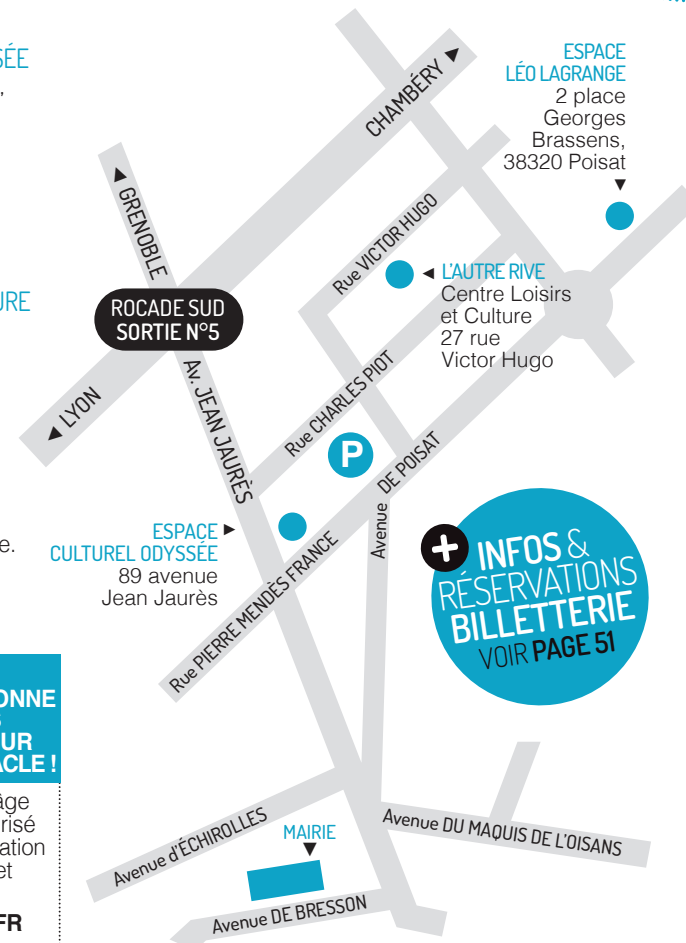 SÉE
,
URE
e.
ONNE
UR
ACLE !
âge
risé
ation
et
FR
CHAMBÉRY
GRENOBLE
ESPACE
LÉO LAGRANGE
2 place
Georges
Brassens,
38320 Poisat
Rue VICTOR HUGO
L'AUTRE RIVE
Centre Loisirs
et Culture
27 rue
Victor Hugo
ROCADE SUD
SORTIE N°5
LYON
Av. JEAN JAURÈS
Rue CHARLES PIOT
P
Avenue DE POISAT
ESPACE
CULTUREL ODYSSÉE
89 avenue
Jean Jaurès
Rue PIERRE MENDÈS FRANCE
+ INFOS &
RÉSERVATIONS
BILLETTERIE
VOIR PAGE 51
Avenue d'ÉCHIROLLES
MAIRIE
Avenue DU MAQUIS DE L'OISANS
Avenue DE BRESSON